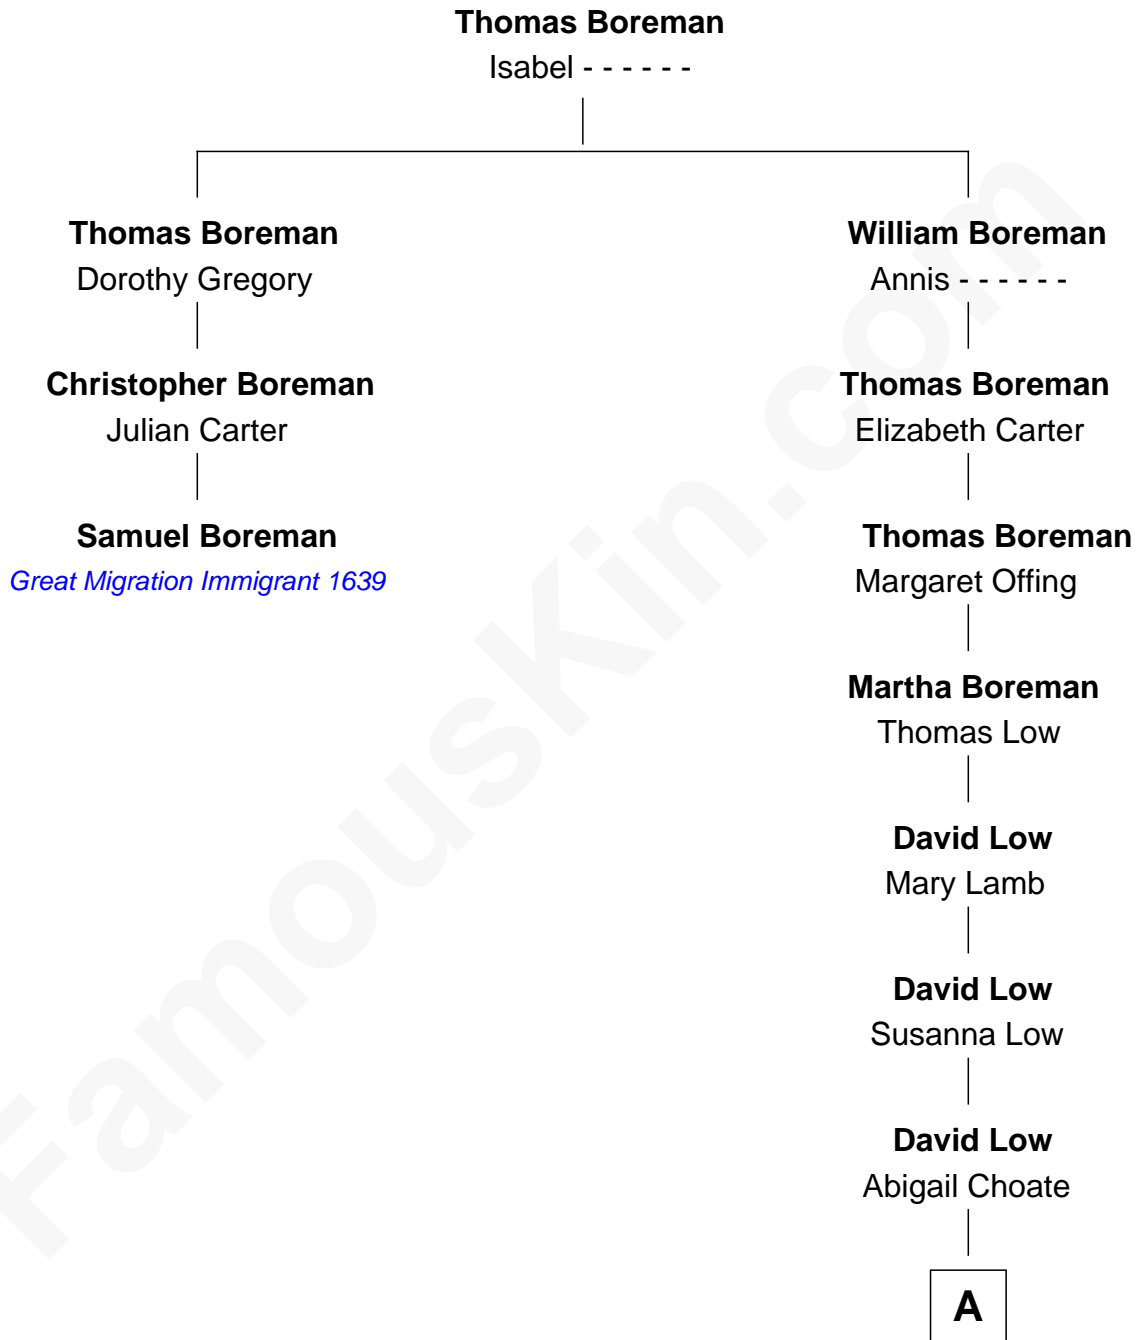 Thomas Boreman
Isabel - - - - - -
Thomas Boreman
Dorothy Gregory
Christopher Boreman
Julian Carter
Samuel Boreman
Great Migration Immigrant 1639
William Boreman
Annis - - - - - -
Thomas Boreman
Elizabeth Carter
Thomas Boreman
Margaret Offing
Martha Boreman
Thomas Low
David Low
Mary Lamb
David Low
Susanna Low
David Low
Abigail Choate
A
FamousKin.com